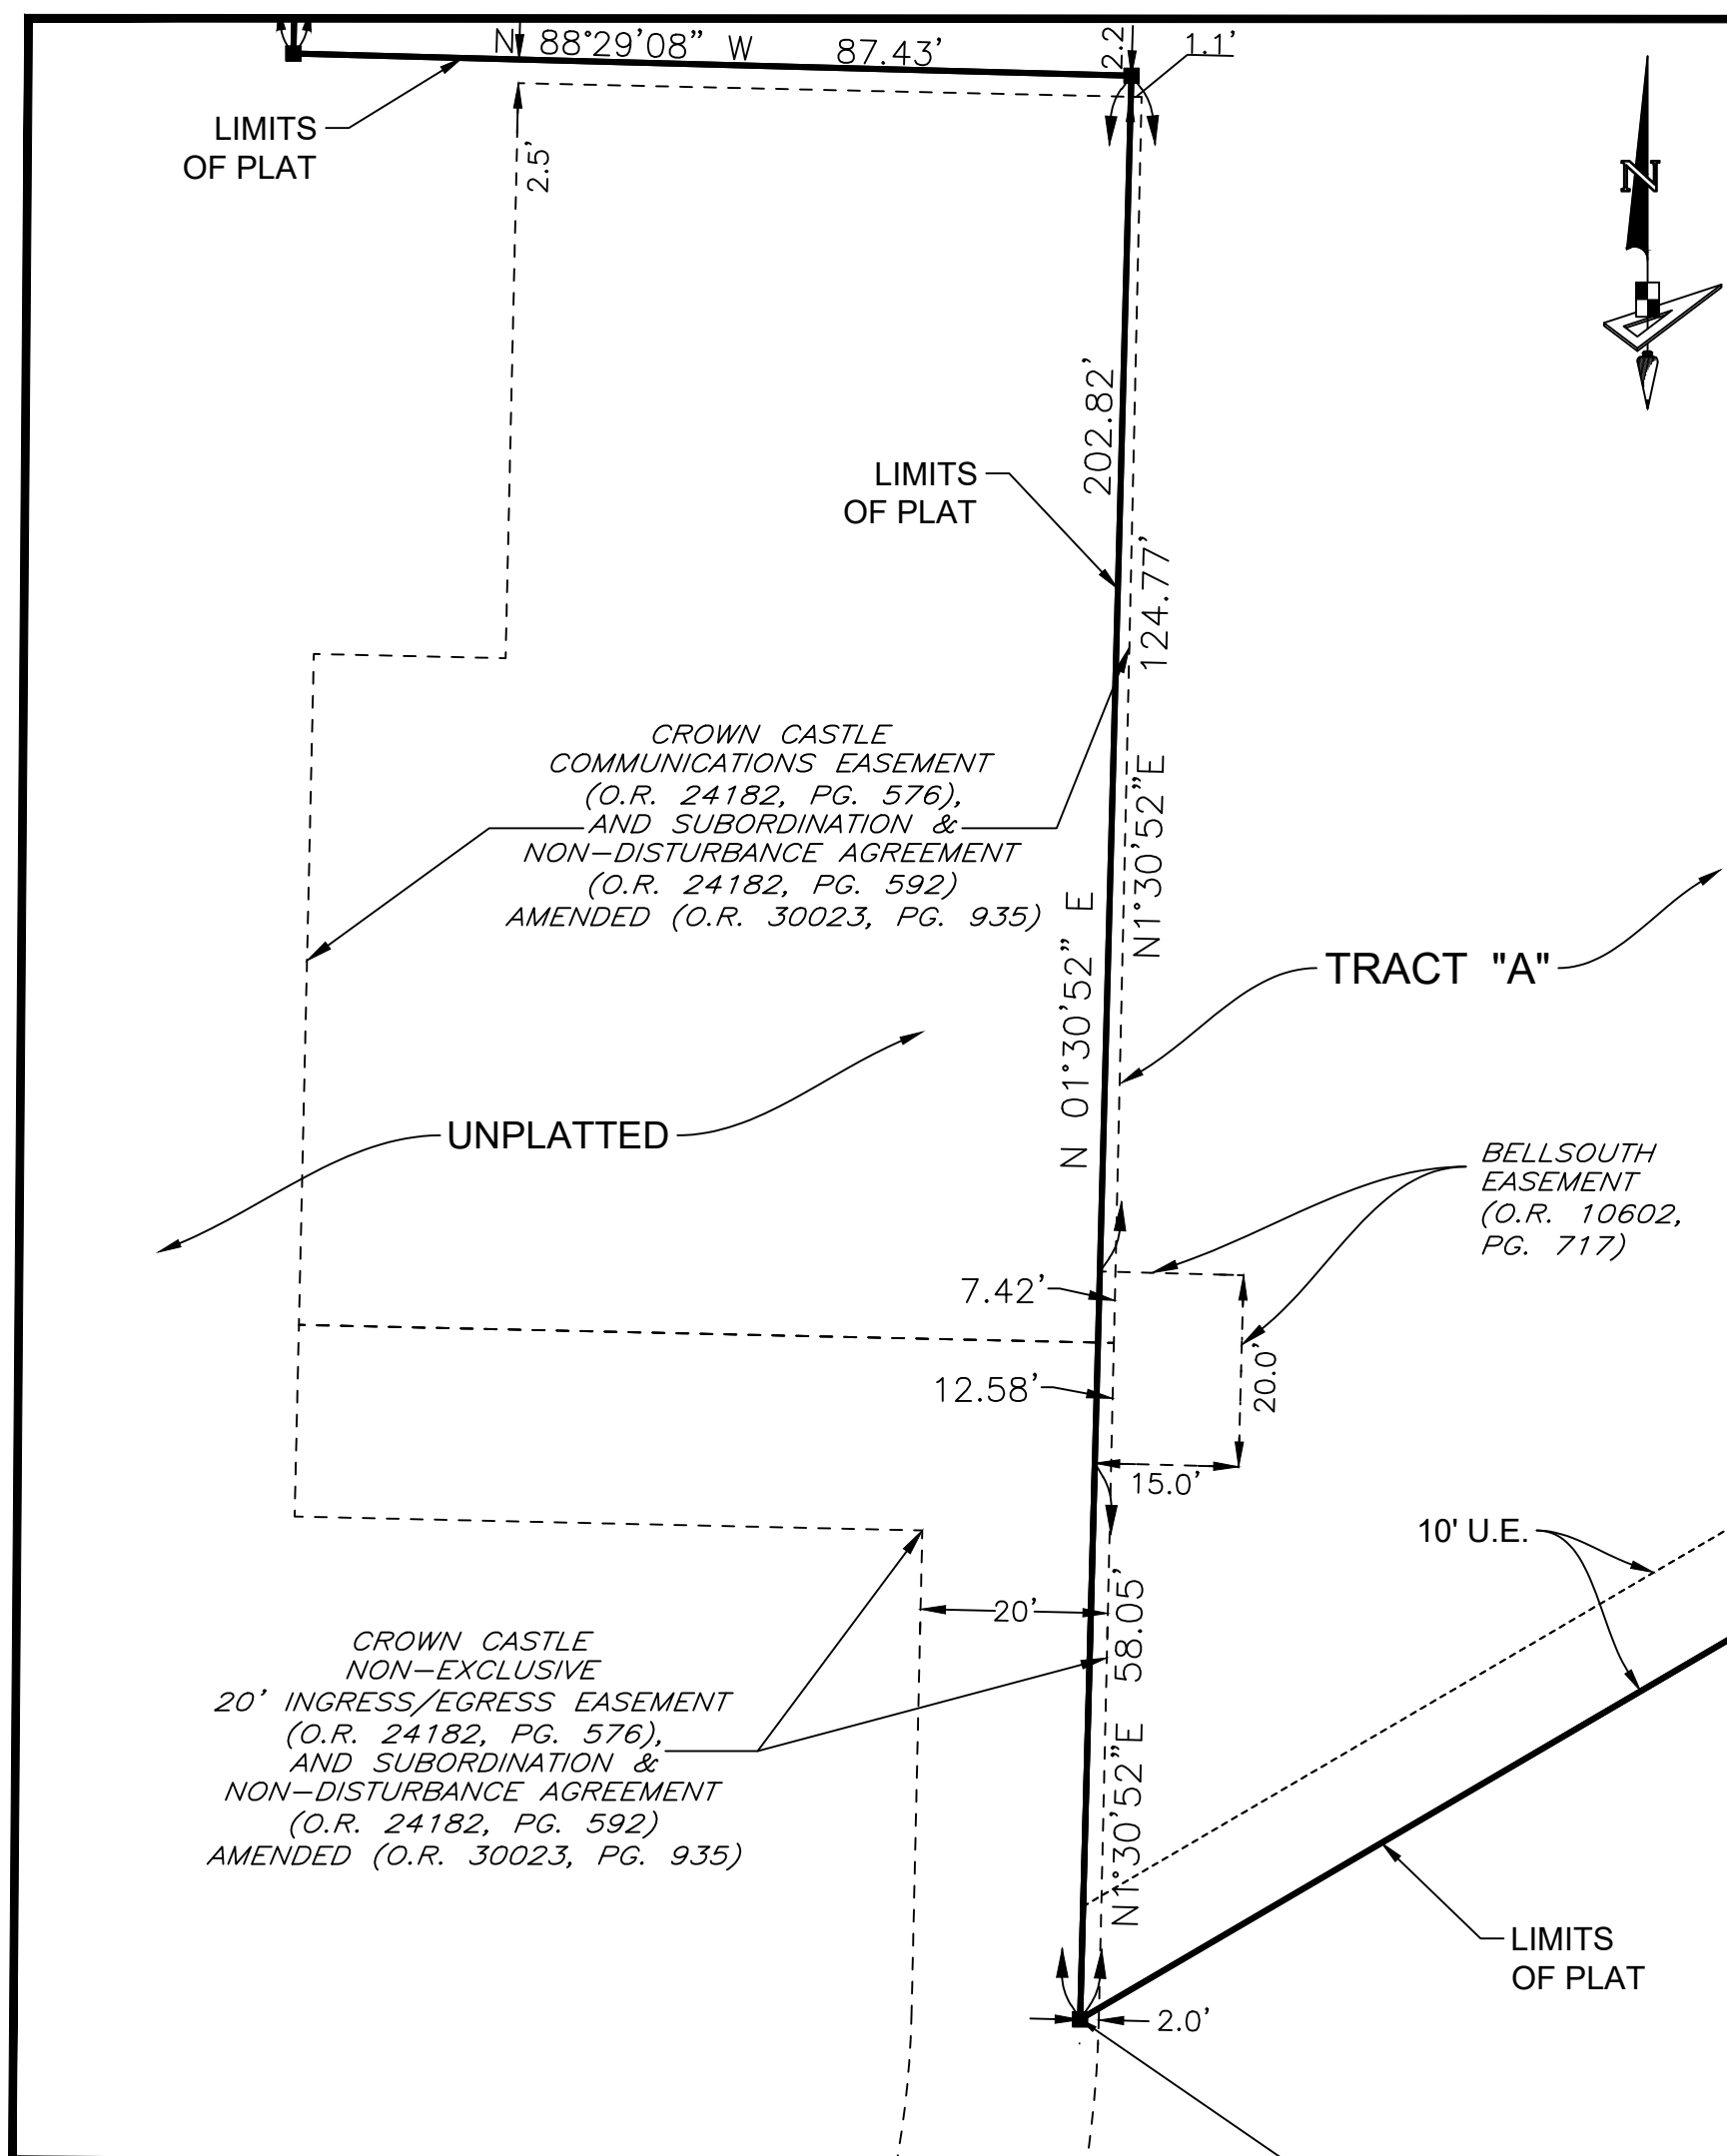 N 88°29'08" W 87.43'
2.2
1.1'
LIMITS
OF PLAT
2.5'
N
202.82'
LIMITS
OF PLAT
124.77'
CROWN CASTLE
COMMUNICATIONS EASEMENT
(O.R. 24182, PG. 576),
AND SUBORDINATION &
NON-DISTURBANCE AGREEMENT
(O.R. 24182, PG. 592)
AMENDED (O.R. 30023, PG. 935)
N1°30'52"E
N 01°30'52" E
TRACT "A"
UNPLATTED
BELLSOUTH
EASEMENT
(O.R. 10602,
PG. 717)
7.42'
12.58'
20.0'
15.0'
10' U.E.
20'
58.05'
N1°30'52"E
CROWN CASTLE
NON-EXCLUSIVE
20' INGRESS/EGRESS EASEMENT
(O.R. 24182, PG. 576),
AND SUBORDINATION &
NON-DISTURBANCE AGREEMENT
(O.R. 24182, PG. 592)
AMENDED (O.R. 30023, PG. 935)
LIMITS
OF PLAT
2.0'